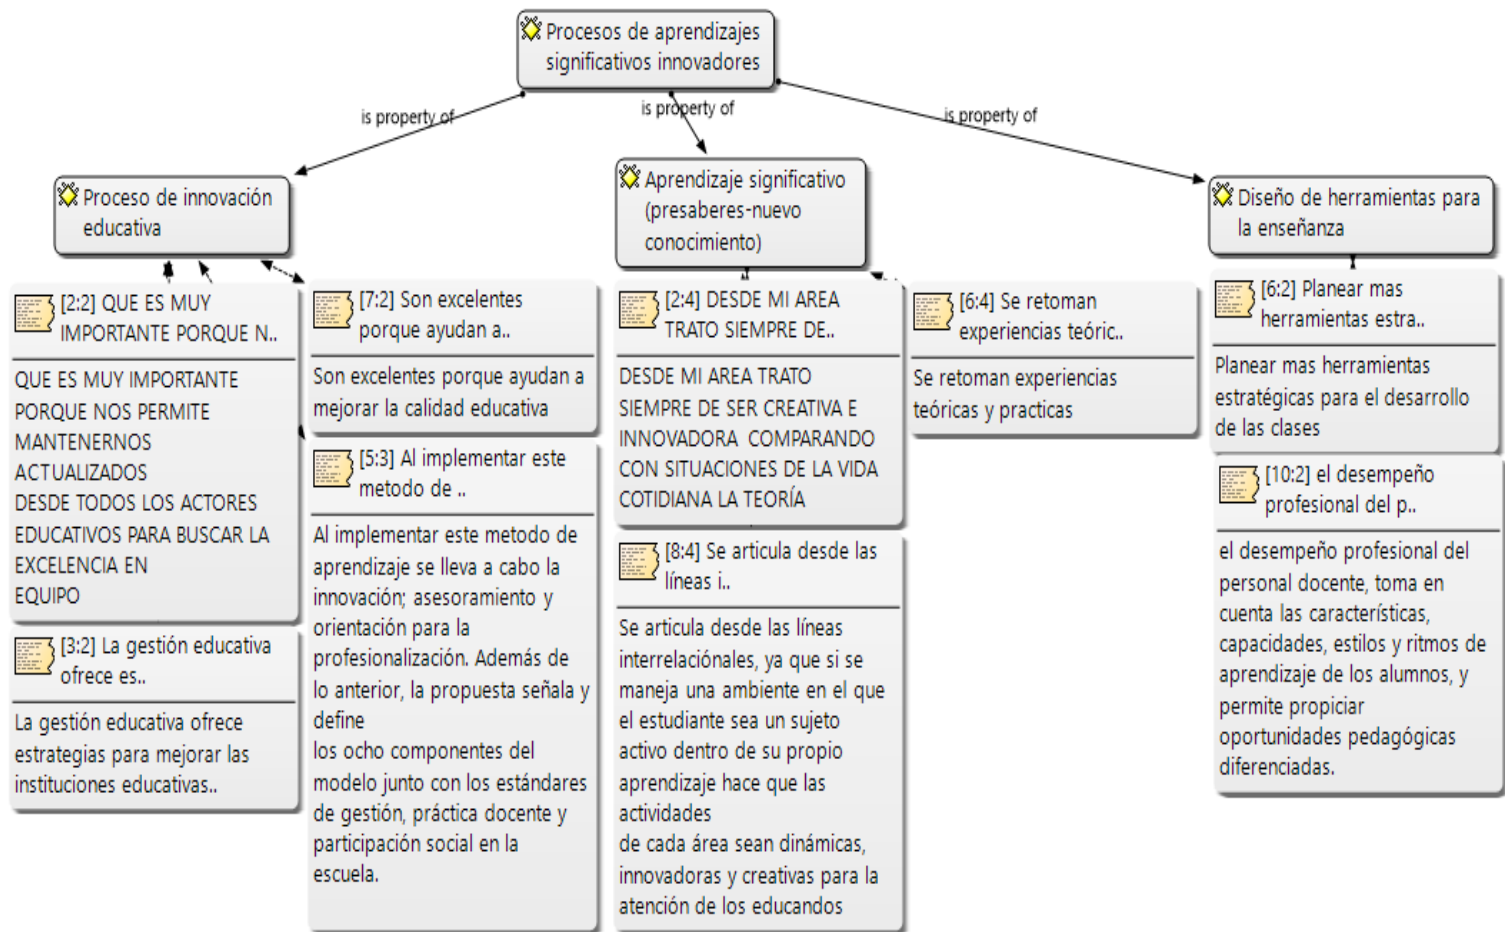 Procesos de aprendizajes
significativos innovadores
is property of
is property of
is property of
Proceso de innovación
educativa
Aprendizaje significativo
(presaberes-nuevo
conocimiento)
Diseño de herramientas para
la enseñanza
[2:2] QUE ES MUY
IMPORTANTE PORQUE N..
QUE ES MUY IMPORTANTE
PORQUE NOS PERMITE
MANTENERNOS
ACTUALIZADOS
DESDE TODOS LOS ACTORES
EDUCATIVOS PARA BUSCAR LA
EXCELENCIA EN
EQUIPO
[3:2] La gestión educativa
ofrece es..
La gestión educativa ofrece
estrategias para mejorar las
instituciones educativas..
[7:2] Son excelentes
porque ayudan a..
Son excelentes porque ayudan a
mejorar la calidad educativa
[5:3] Al implementar este
metodo de ..
Al implementar este metodo de
aprendizaje se lleva a cabo la
innovación; asesoramiento y
orientación para la
profesionalización. Además de
lo anterior, la propuesta señala y
define
los ocho componentes del
modelo junto con los estándares
de gestión, práctica docente y
participación social en la
escuela.
[2:4] DESDE MI AREA
TRATO SIEMPRE DE..
DESDE MI AREA TRATO
SIEMPRE DE SER CREATIVA E
INNOVADORA  COMPARANDO
CON SITUACIONES DE LA VIDA
COTIDIANA LA TEORÍA
[8:4] Se articula desde las
líneas i..
Se articula desde las líneas
interrelaciónales, ya que si se
maneja una ambiente en el que
el estudiante sea un sujeto
activo dentro de su propio
aprendizaje hace que las
actividades
de cada área sean dinámicas,
innovadoras y creativas para la
atención de los educandos
[6:4] Se retoman
experiencias teóric..
Se retoman experiencias
teóricas y practicas
[6:2] Planear mas
herramientas estra..
Planear mas herramientas
estratégicas para el desarrollo
de las clases
[10:2] el desempeño
profesional del p..
el desempeño profesional del
personal docente, toma en
cuenta las características,
capacidades, estilos y ritmos de
aprendizaje de los alumnos, y
permite propiciar
oportunidades pedagógicas
diferenciadas.